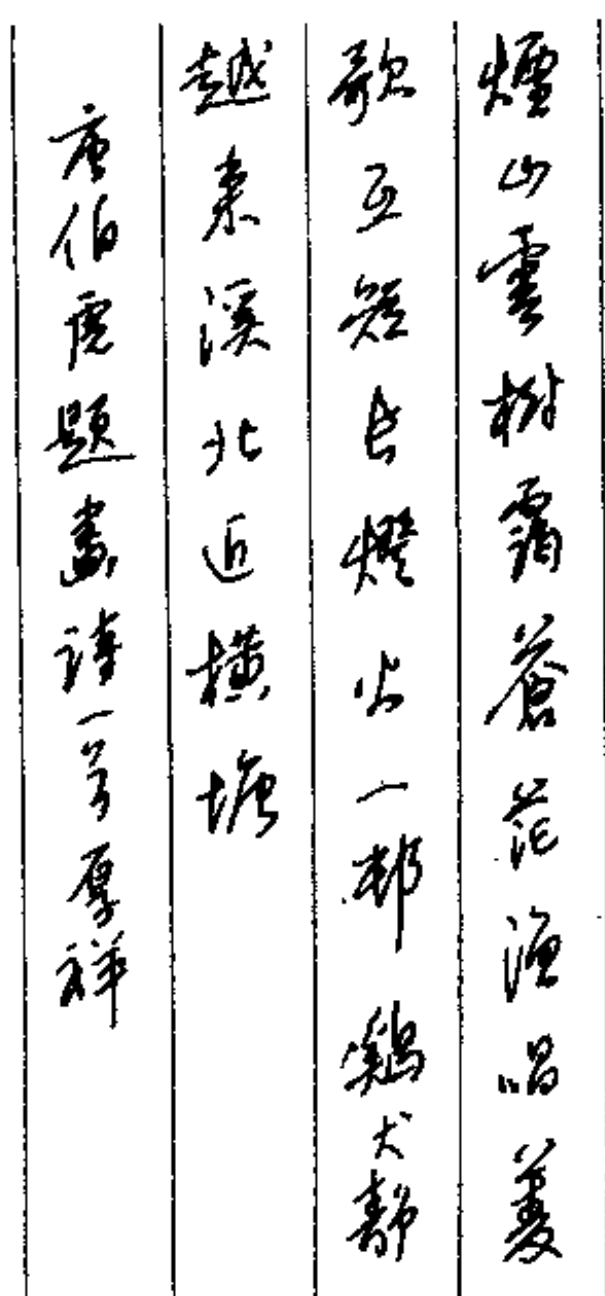 煙山雲樹靄蒼茫漁唱菱
歌互短長燈火一邨鷄犬靜
越來溪北近橫塘
唐伯虎題畫詩一首厚祥